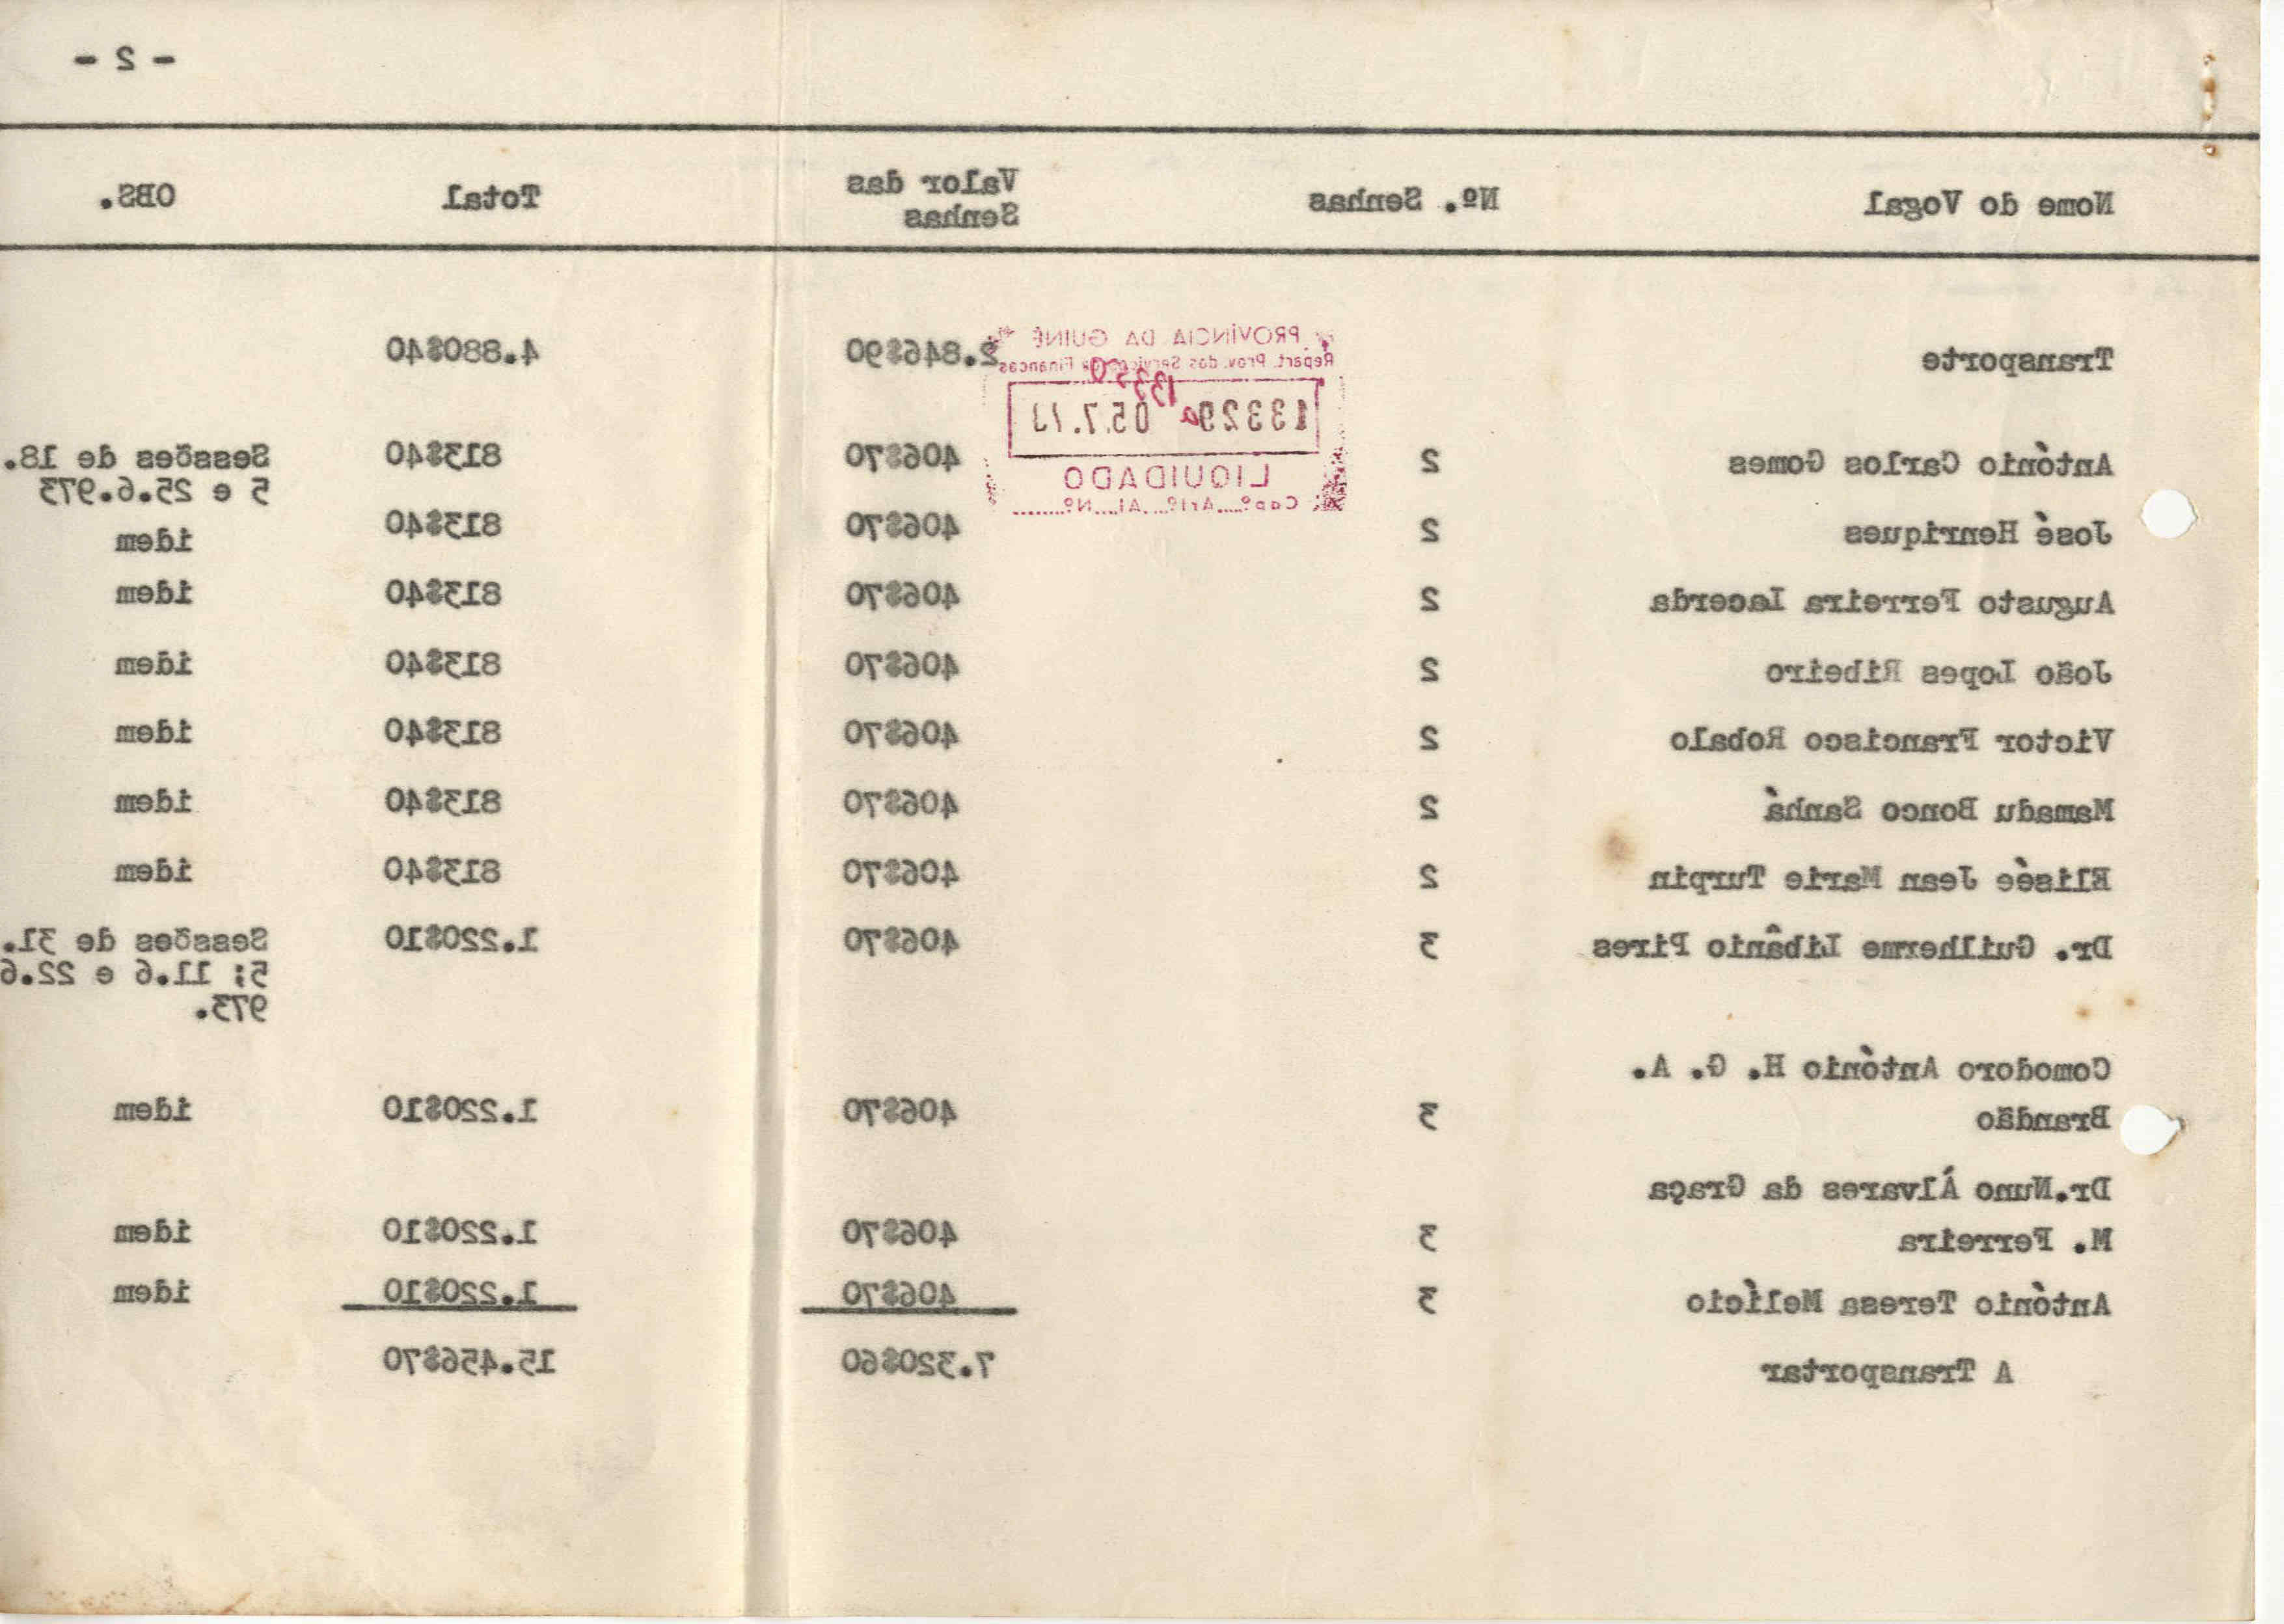 - 2 -
Nome do Vogal Nº. Senhas Valor das Senhas Total OBS.
Transporte 2.846$90 4.880$40
PROVÍNCIA DA GUINÉ
Repart. Prov. dos Serviços de Finanças
13329 a 1333 05.7.73
LIQUIDADO
Capº.....Artº.....Al.....Nº.........
António Carlos Gomes 2 406$70 813$40 Sessões de 18.
5 e 25.6.973
José Henriques 2 406$70 813$40 idem
Augusto Ferreira Lacerda 2 406$70 813$40 idem
João Lopes Ribeiro 2 406$70 813$40 idem
Victor Francisco Robalo 2 406$70 813$40 idem
Mamadu Bonco Sanhá 2 406$70 813$40 idem
Elisée Jean Marie Turpin 2 406$70 813$40 idem
Dr. Guilherme Libânio Pires 3 406$70 1.220$10 Sessões de 31.
5; 11.6 e 22.6
973.
Comodoro António H. G. A.
Brandão 3 406$70 1.220$10 idem
Dr.Nuno Álvares da Graça
M. Ferreira 3 406$70 1.220$10 idem
António Teresa Melício 3 406$70 1.220$10 idem
A Transportar 7.320$60 15.456$70